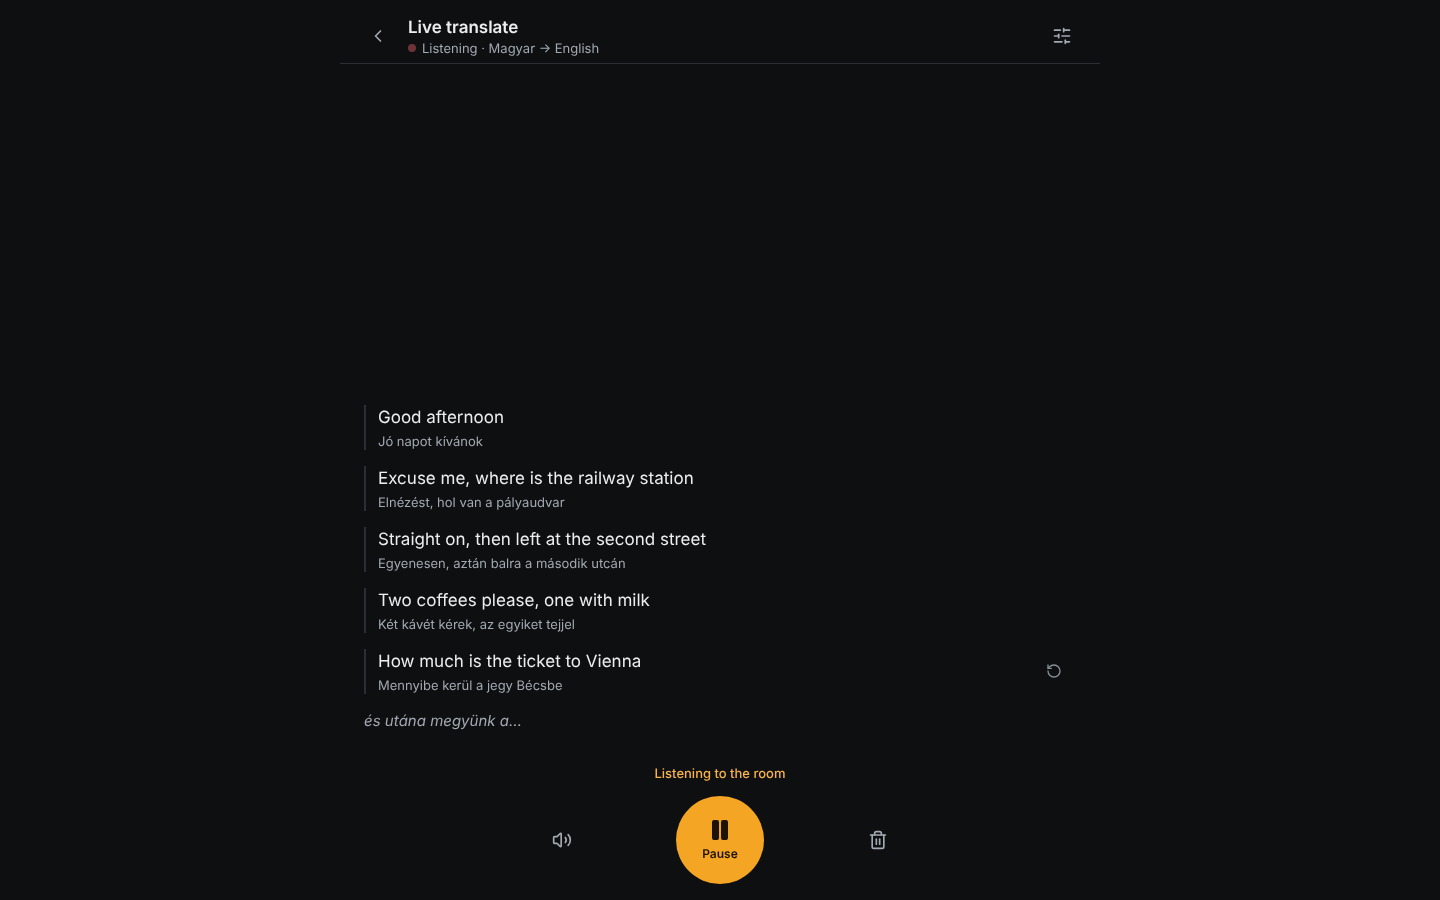 Live translate
Listening · Magyar → English
Good afternoon
Jó napot kívánok
Excuse me, where is the railway station
Elnézést, hol van a pályaudvar
Straight on, then left at the second street
Egyenesen, aztán balra a második utcán
Two coffees please, one with milk
Két kávét kérek, az egyiket tejjel
How much is the ticket to Vienna
Mennyibe kerül a jegy Bécsbe
és utána megyünk a…
Listening to the room
Pause